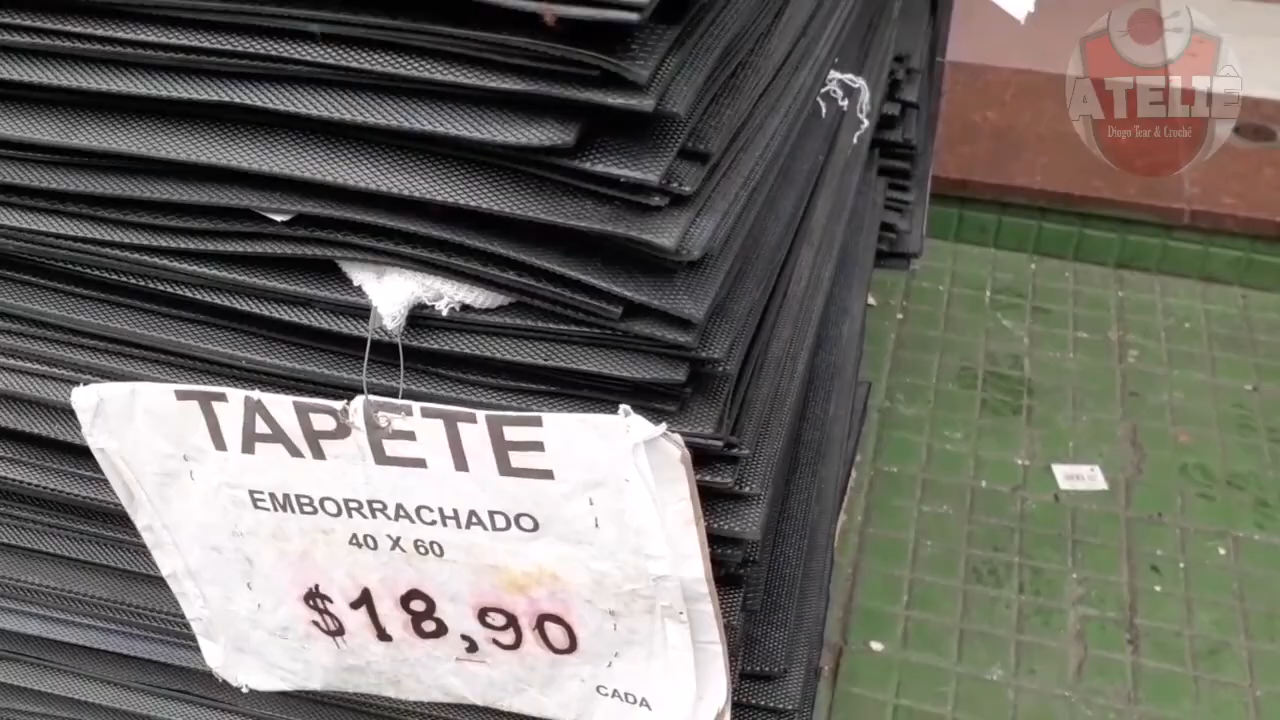 ATELIÊ
Diogo Tear & Crochê
TAPETE
EMBORRACHADO
40 X 60
$18,90
CADA